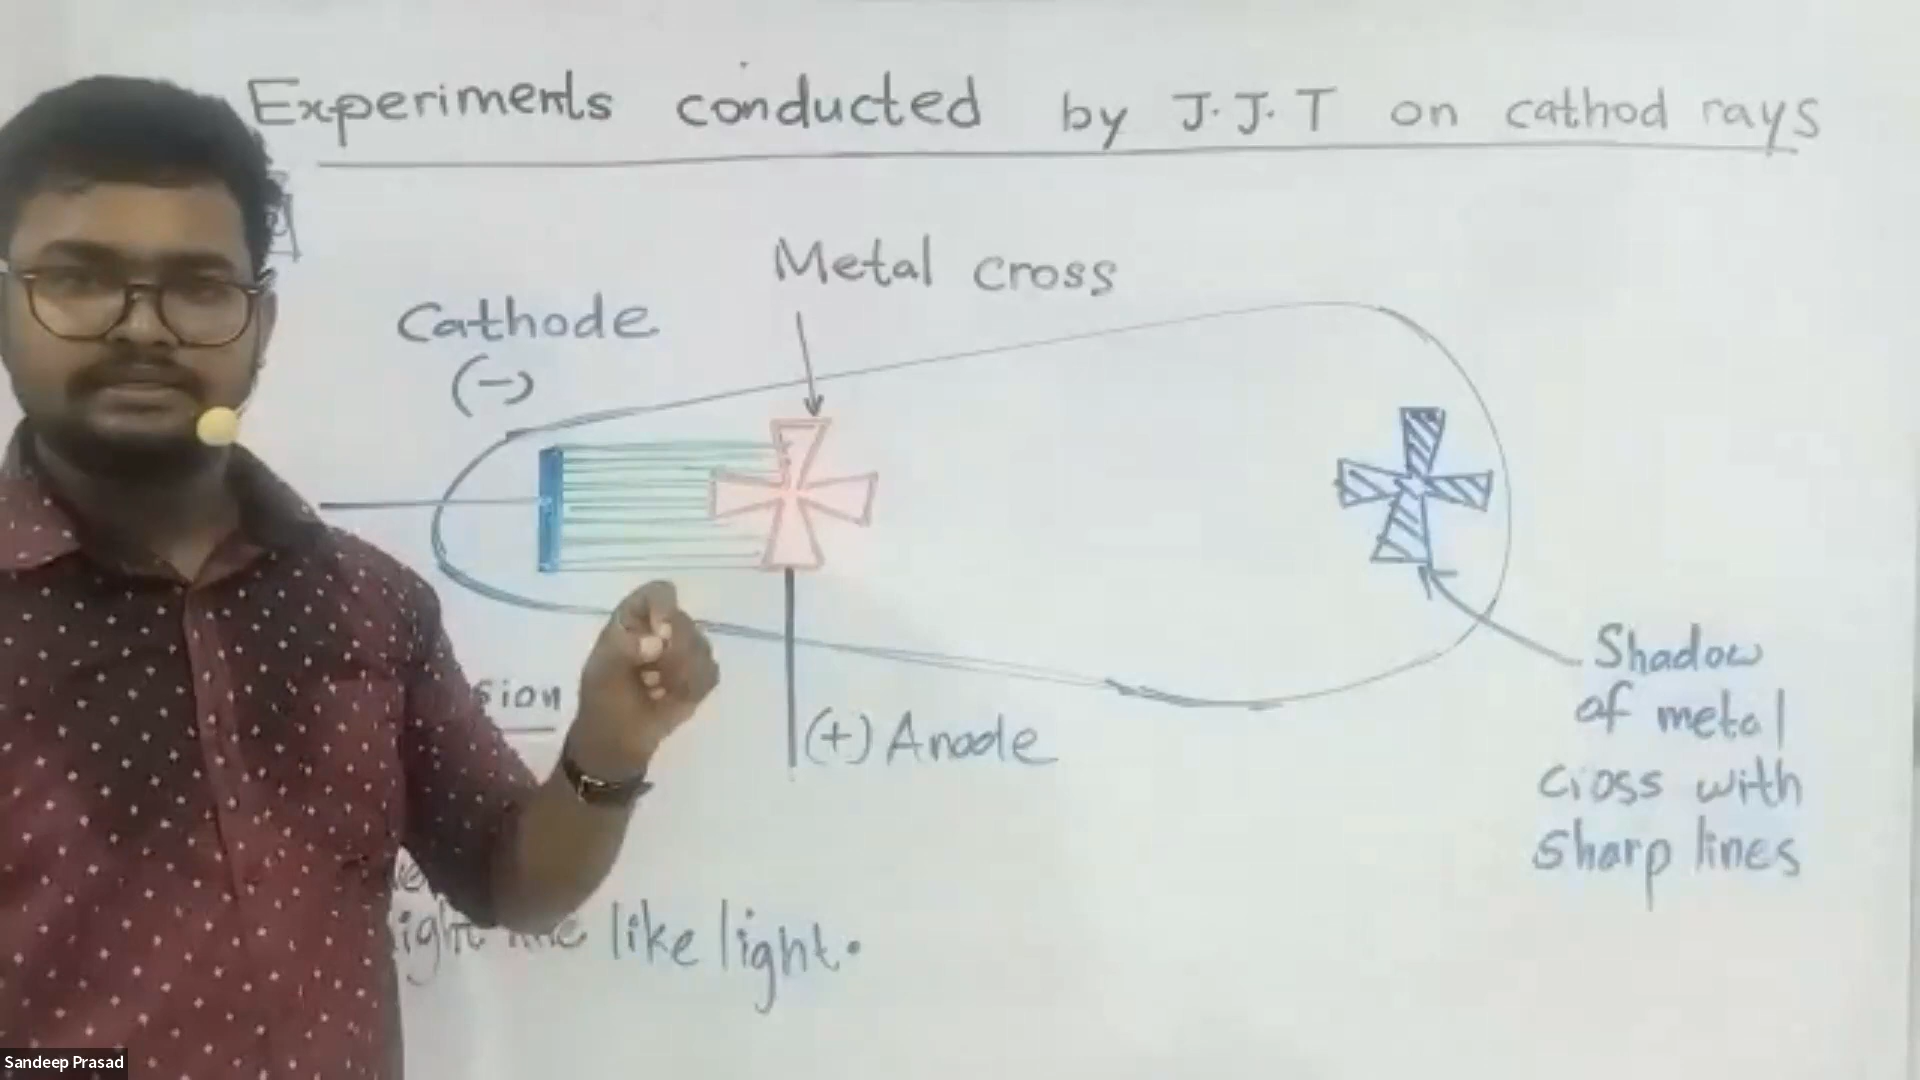 Experiments conducted by J.J.T on cathod rays
Metal cross
Cathode
(-)
Shadow
of metal
cross with
sharp lines
(+) Anode
like light.
Sandeep Prasad